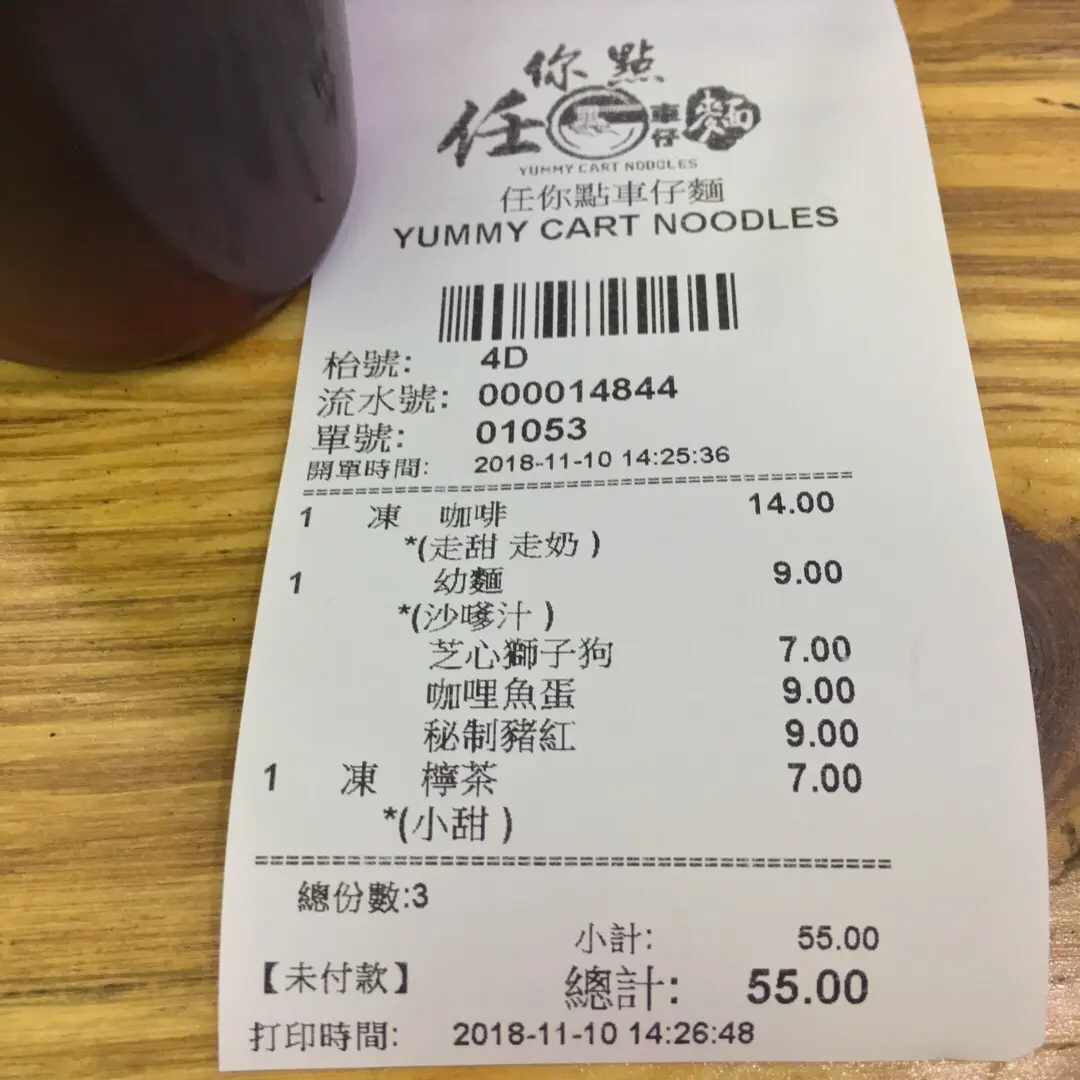 你點
任 車仔 麵
YUMMY CART NOODLES
任你點車仔麵
YUMMY CART NOODLES
枱號: 4D
流水號: 000014844
單號: 01053
開單時間: 2018-11-10 14:25:36
1 凍 咖啡 14.00
*(走甜 走奶 )
1 幼麵 9.00
*(沙嗲汁 )
芝心獅子狗 7.00
咖哩魚蛋 9.00
秘制豬紅 9.00
1 凍 檸茶 7.00
*(小甜 )
總份數:3
小計: 55.00
【未付款】 總計: 55.00
打印時間: 2018-11-10 14:26:48